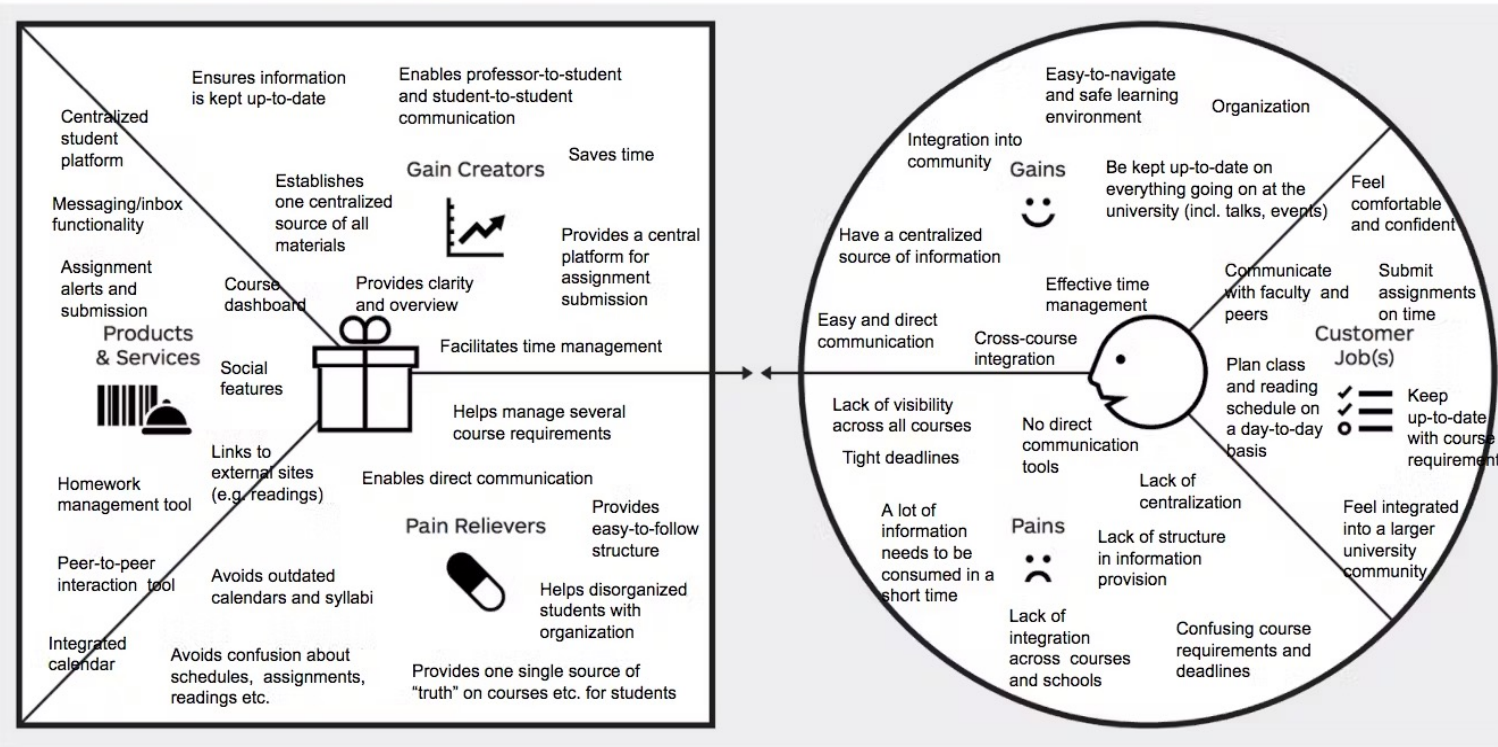 Ensures information
is kept up-to-date
Enables professor-to-student
and student-to-student
communication
Centralized
student
platform
Saves time
Gain Creators
Establishes
one centralized
source of all
materials
Messaging/inbox
functionality
Provides a central
platform for
assignment
submission
Assignment
alerts and
submission
Course
dashboard
Provides clarity
and overview
Products
& Services
Facilitates time management
Social
features
Helps manage several
course requirements
Links to
external sites
(e.g. readings)
Enables direct communication
Homework
management tool
Provides
easy-to-follow
structure
Pain Relievers
Peer-to-peer
interaction tool
Avoids outdated
calendars and syllabi
Helps disorganized
students with
organization
Integrated
calendar
Avoids confusion about
schedules, assignments,
readings etc.
Provides one single source of
“truth” on courses etc. for students
Easy-to-navigate
and safe learning
environment
Organization
Integration into
community
Gains
Be kept up-to-date on
everything going on at the
university (incl. talks, events)
Feel
comfortable
and confident
Have a centralized
source of information
Effective time
management
Communicate
with faculty and
peers
Submit
assignments
on time
Easy and direct
communication
Cross-course
integration
Customer
Job(s)
Plan class
and reading
schedule on
a day-to-day
basis
Keep
up-to-date
with course
requirement
Lack of visibility
across all courses
No direct
communication
tools
Tight deadlines
Lack of
centralization
A lot of
information
needs to be
consumed in a
short time
Pains
Lack of structure
in information
provision
Feel integrated
into a larger
university
community
Lack of
integration
across courses
and schools
Confusing course
requirements and
deadlines